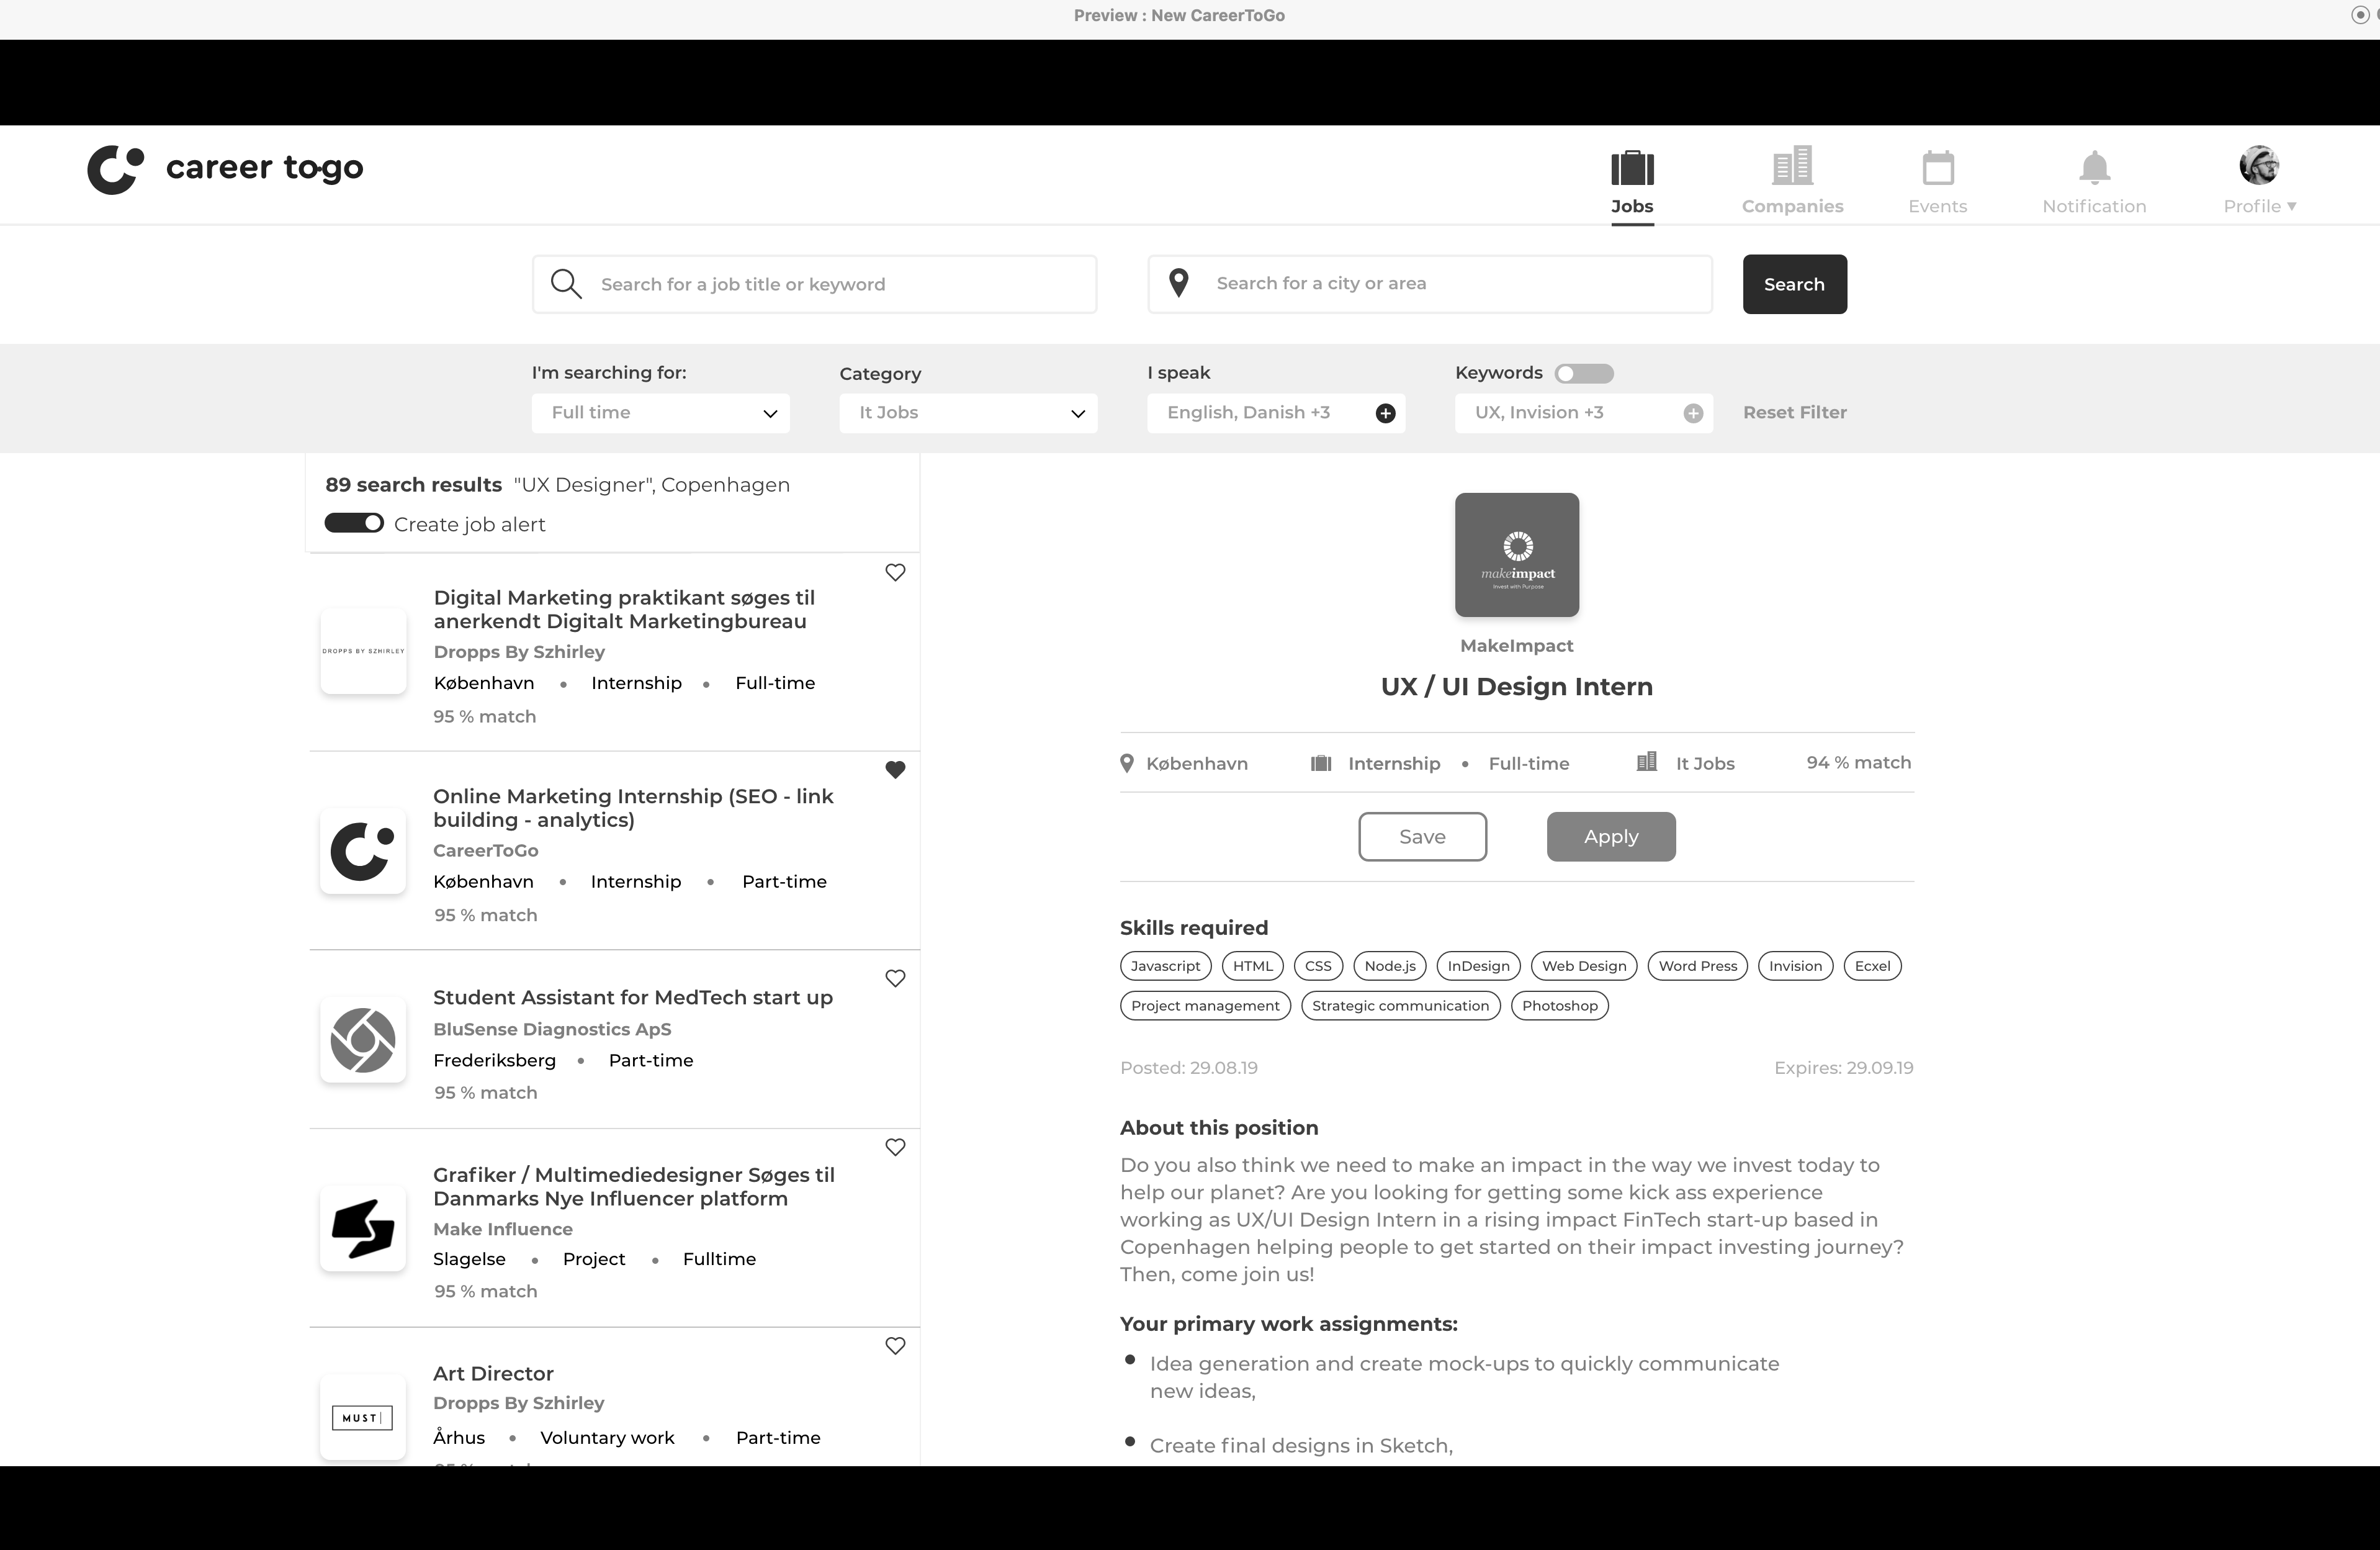 Preview : New CareerToGo
career to·go
Jobs
Companies
Events
Notification
Profile ▼
Search for a job title or keyword
Search for a city or area
Search
I'm searching for:
Category
I speak
Keywords
Full time
It Jobs
English, Danish +3
UX, Invision +3
Reset Filter
89 search results "UX Designer", Copenhagen
Create job alert
DROPPS BY SZHIRLEY
Digital Marketing praktikant søges til
anerkendt Digitalt Marketingbureau
Dropps By Szhirley
København • Internship • Full-time
95 % match
Online Marketing Internship (SEO - link
building - analytics)
CareerToGo
København • Internship • Part-time
95 % match
Student Assistant for MedTech start up
BluSense Diagnostics ApS
Frederiksberg • Part-time
95 % match
Grafiker / Multimediedesigner Søges til
Danmarks Nye Influencer platform
Make Influence
Slagelse • Project • Fulltime
95 % match
MUST|
Art Director
Dropps By Szhirley
Århus • Voluntary work • Part-time
makeimpact
Invest with Purpose
MakeImpact
UX / UI Design Intern
København Internship • Full-time It Jobs 94 % match
Save Apply
Skills required
Javascript HTML CSS Node.js InDesign Web Design Word Press Invision Ecxel
Project management Strategic communication Photoshop
Posted: 29.08.19 Expires: 29.09.19
About this position
Do you also think we need to make an impact in the way we invest today to
help our planet? Are you looking for getting some kick ass experience
working as UX/UI Design Intern in a rising impact FinTech start-up based in
Copenhagen helping people to get started on their impact investing journey?
Then, come join us!
Your primary work assignments:
• Idea generation and create mock-ups to quickly communicate
new ideas,
• Create final designs in Sketch,